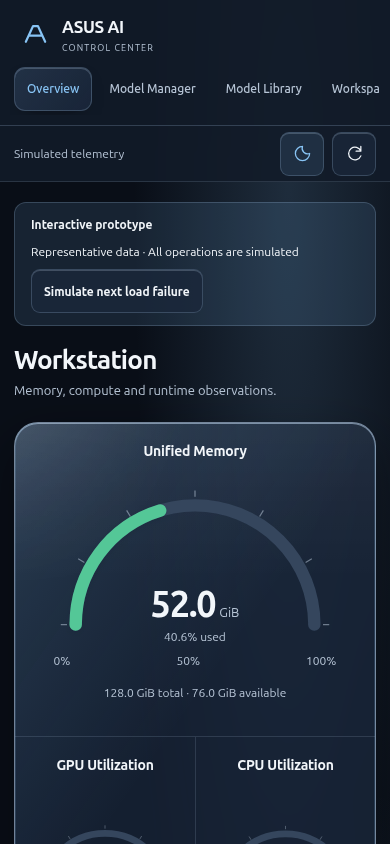 ASUS AI
CONTROL CENTER
Overview
Model Manager
Model Library
Workspa
Simulated telemetry
Interactive prototype
Representative data · All operations are simulated
Simulate next load failure
Workstation
Memory, compute and runtime observations.
Unified Memory
52.0 GiB
40.6% used
0%
50%
100%
128.0 GiB total · 76.0 GiB available
GPU Utilization
CPU Utilization